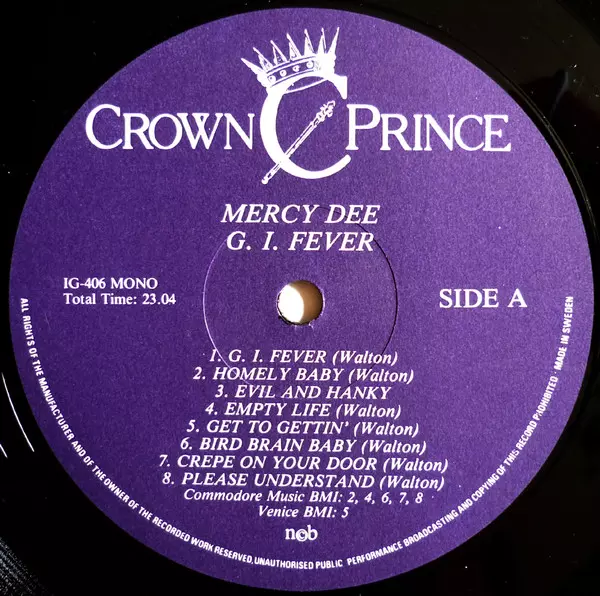 CROWN C PRINCE
MERCY DEE
G. I. FEVER
IG-406 MONO
Total Time: 23.04
SIDE A
1. G. I. FEVER (Walton)
2. HOMELY BABY (Walton)
3. EVIL AND HANKY
4. EMPTY LIFE (Walton)
5. GET TO GETTIN' (Walton)
6. BIRD BRAIN BABY (Walton)
7. CREPE ON YOUR DOOR (Walton)
8. PLEASE UNDERSTAND (Walton)
Commodore Music BMI: 2, 4, 6, 7, 8
Venice BMI: 5
n©b
ALL RIGHTS OF THE MANUFACTURER AND OF THE OWNER OF THE RECORDED WORK RESERVED, UNAUTHORISED PUBLIC PERFORMANCE BROADCASTING AND COPYING OF THIS RECORD PROHIBITED · MADE IN SWEDEN